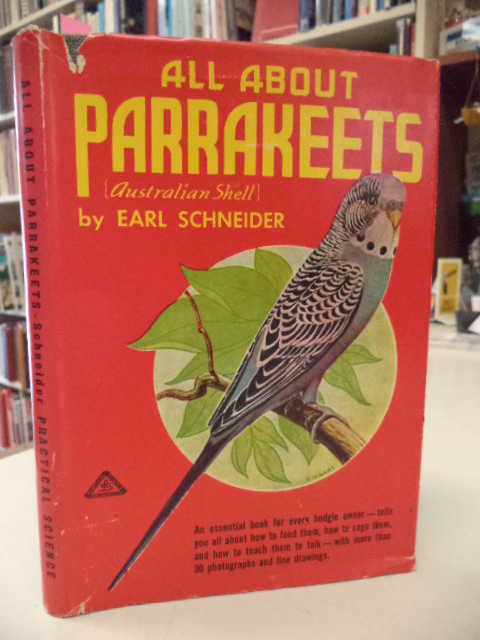 ALL ABOUT
PARRAKEETS
(Australian Shell)
by EARL SCHNEIDER
An essential book for every budgie owner — tells
you all about how to feed them, how to cage them,
and how to teach them to talk — with more than
30 photographs and line drawings.
ALL ABOUT PARRAKEETS - Schneider PRACTICAL SCIENCE